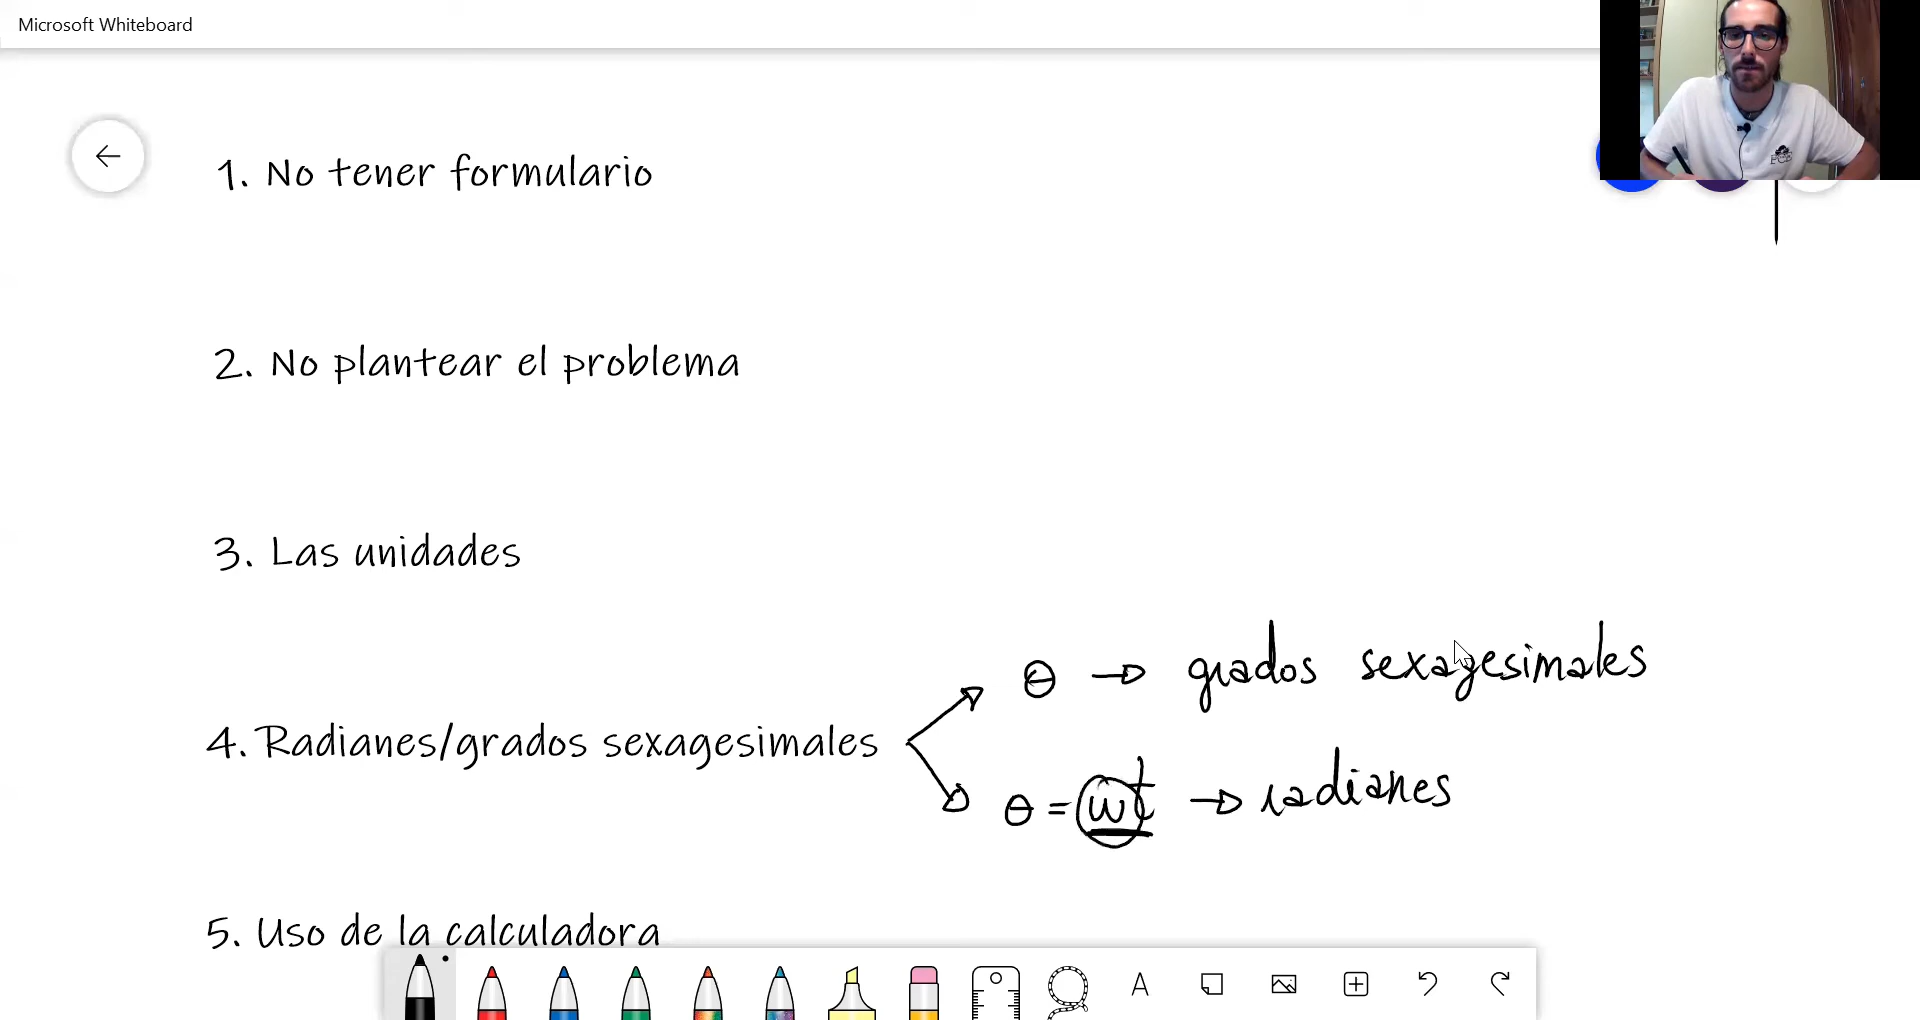 Microsoft Whiteboard
1. No tener formulario
2. No plantear el problema
3. Las unidades
θ → grados sexagesimales
4. Radianes/grados sexagesimales
θ = wt → radianes
5. Uso de la calculadora
A